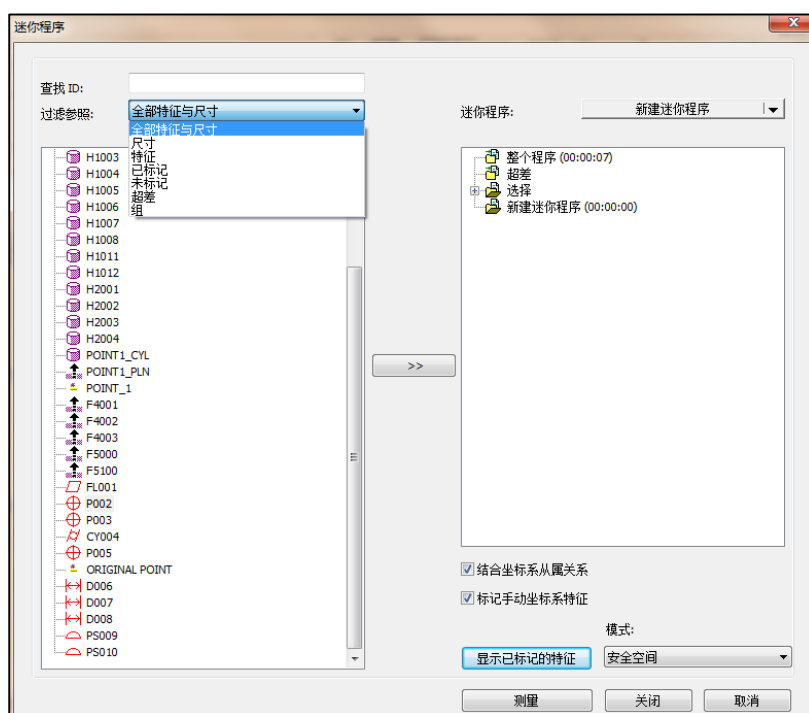 迷你程序
查找 ID:
过滤参照:
全部特征与尺寸
全部特征与尺寸
尺寸
特征
已标记
未标记
超差
组
H1003
H1004
H1005
H1006
H1007
H1008
H1011
H1012
H2001
H2002
H2003
H2004
POINT1_CYL
POINT1_PLN
POINT_1
F4001
F4002
F4003
F5000
F5100
FL001
P002
P003
CY004
P005
ORIGINAL POINT
D006
D007
D008
PS009
PS010
>>
迷你程序:
新建迷你程序
整个程序 (00:00:07)
超差
选择
新建迷你程序 (00:00:00)
结合坐标系从属关系
标记手动坐标系特征
模式:
显示已标记的特征
安全空间
测量
关闭
取消